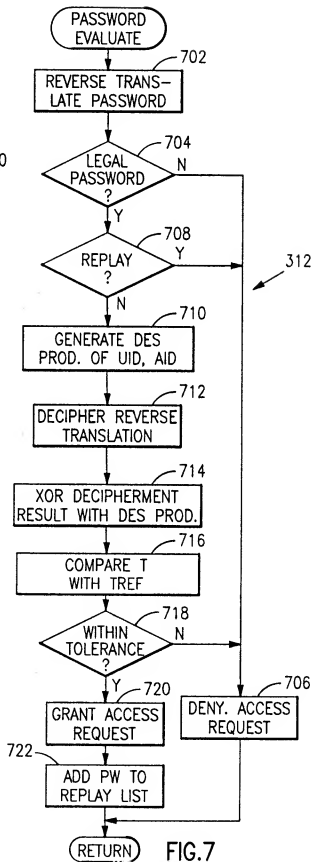 PASSWORD
EVALUATE
702
REVERSE TRANS-
LATE PASSWORD
704
LEGAL
PASSWORD
?
N
Y
0
708
REPLAY
?
Y
N
312
710
GENERATE DES
PROD. OF UID, AID
712
DECIPHER REVERSE
TRANSLATION
714
XOR DECIPHERMENT
RESULT WITH DES PROD.
716
COMPARE T
WITH TREF
718
WITHIN
TOLERANCE
?
N
Y
720
GRANT ACCESS
REQUEST
706
DENY. ACCESS
REQUEST
722
ADD PW TO
REPLAY LIST
RETURN
FIG.7